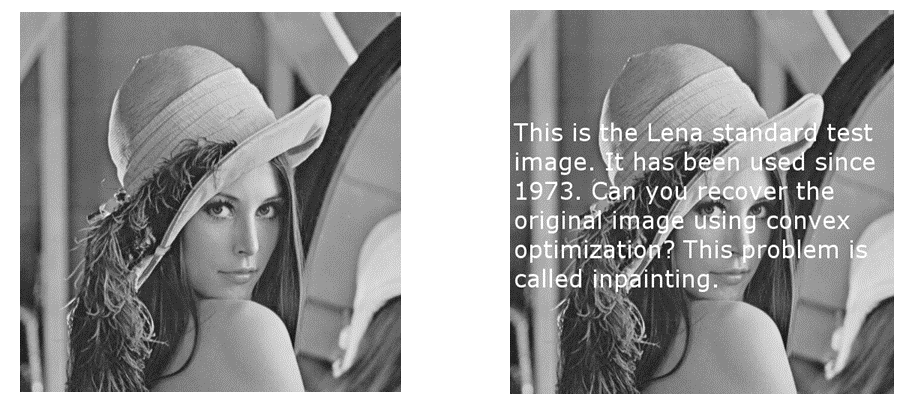 This is the Lena standard test
image. It has been used since
1973. Can you recover the
original image using convex
optimization? This problem is
called inpainting.